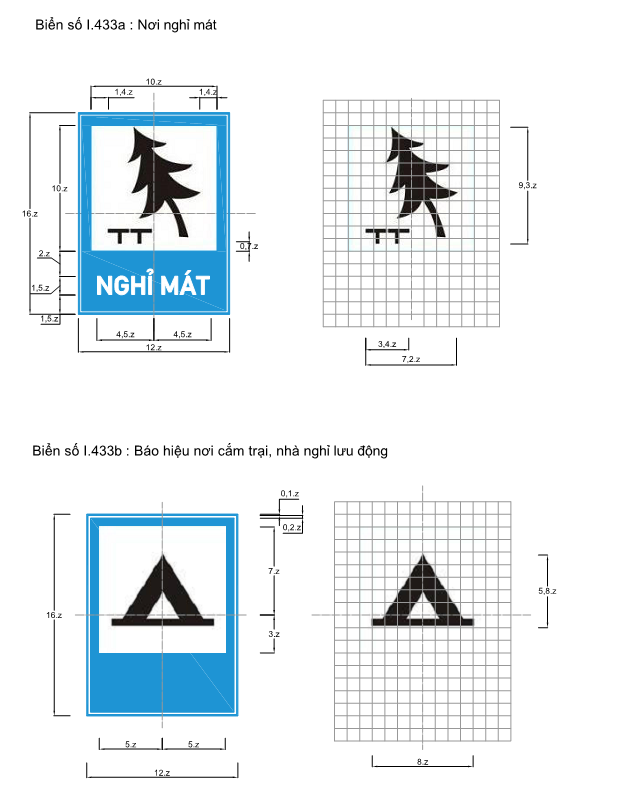 Biển số I.433a : Nơi nghỉ mát
10.z
1,4.z
1,4.z
10.z
16.z
9,3.z
2.z
0,7.z
1,5.z
NGHỈ MÁT
1,5.z
4,5.z
4,5.z
12.z
3,4.z
7,2.z
Biển số I.433b : Báo hiệu nơi cắm trại, nhà nghỉ lưu động
0,1.z
0,2.z
7.z
5,8.z
16.z
3.z
5.z
5.z
12.z
8.z